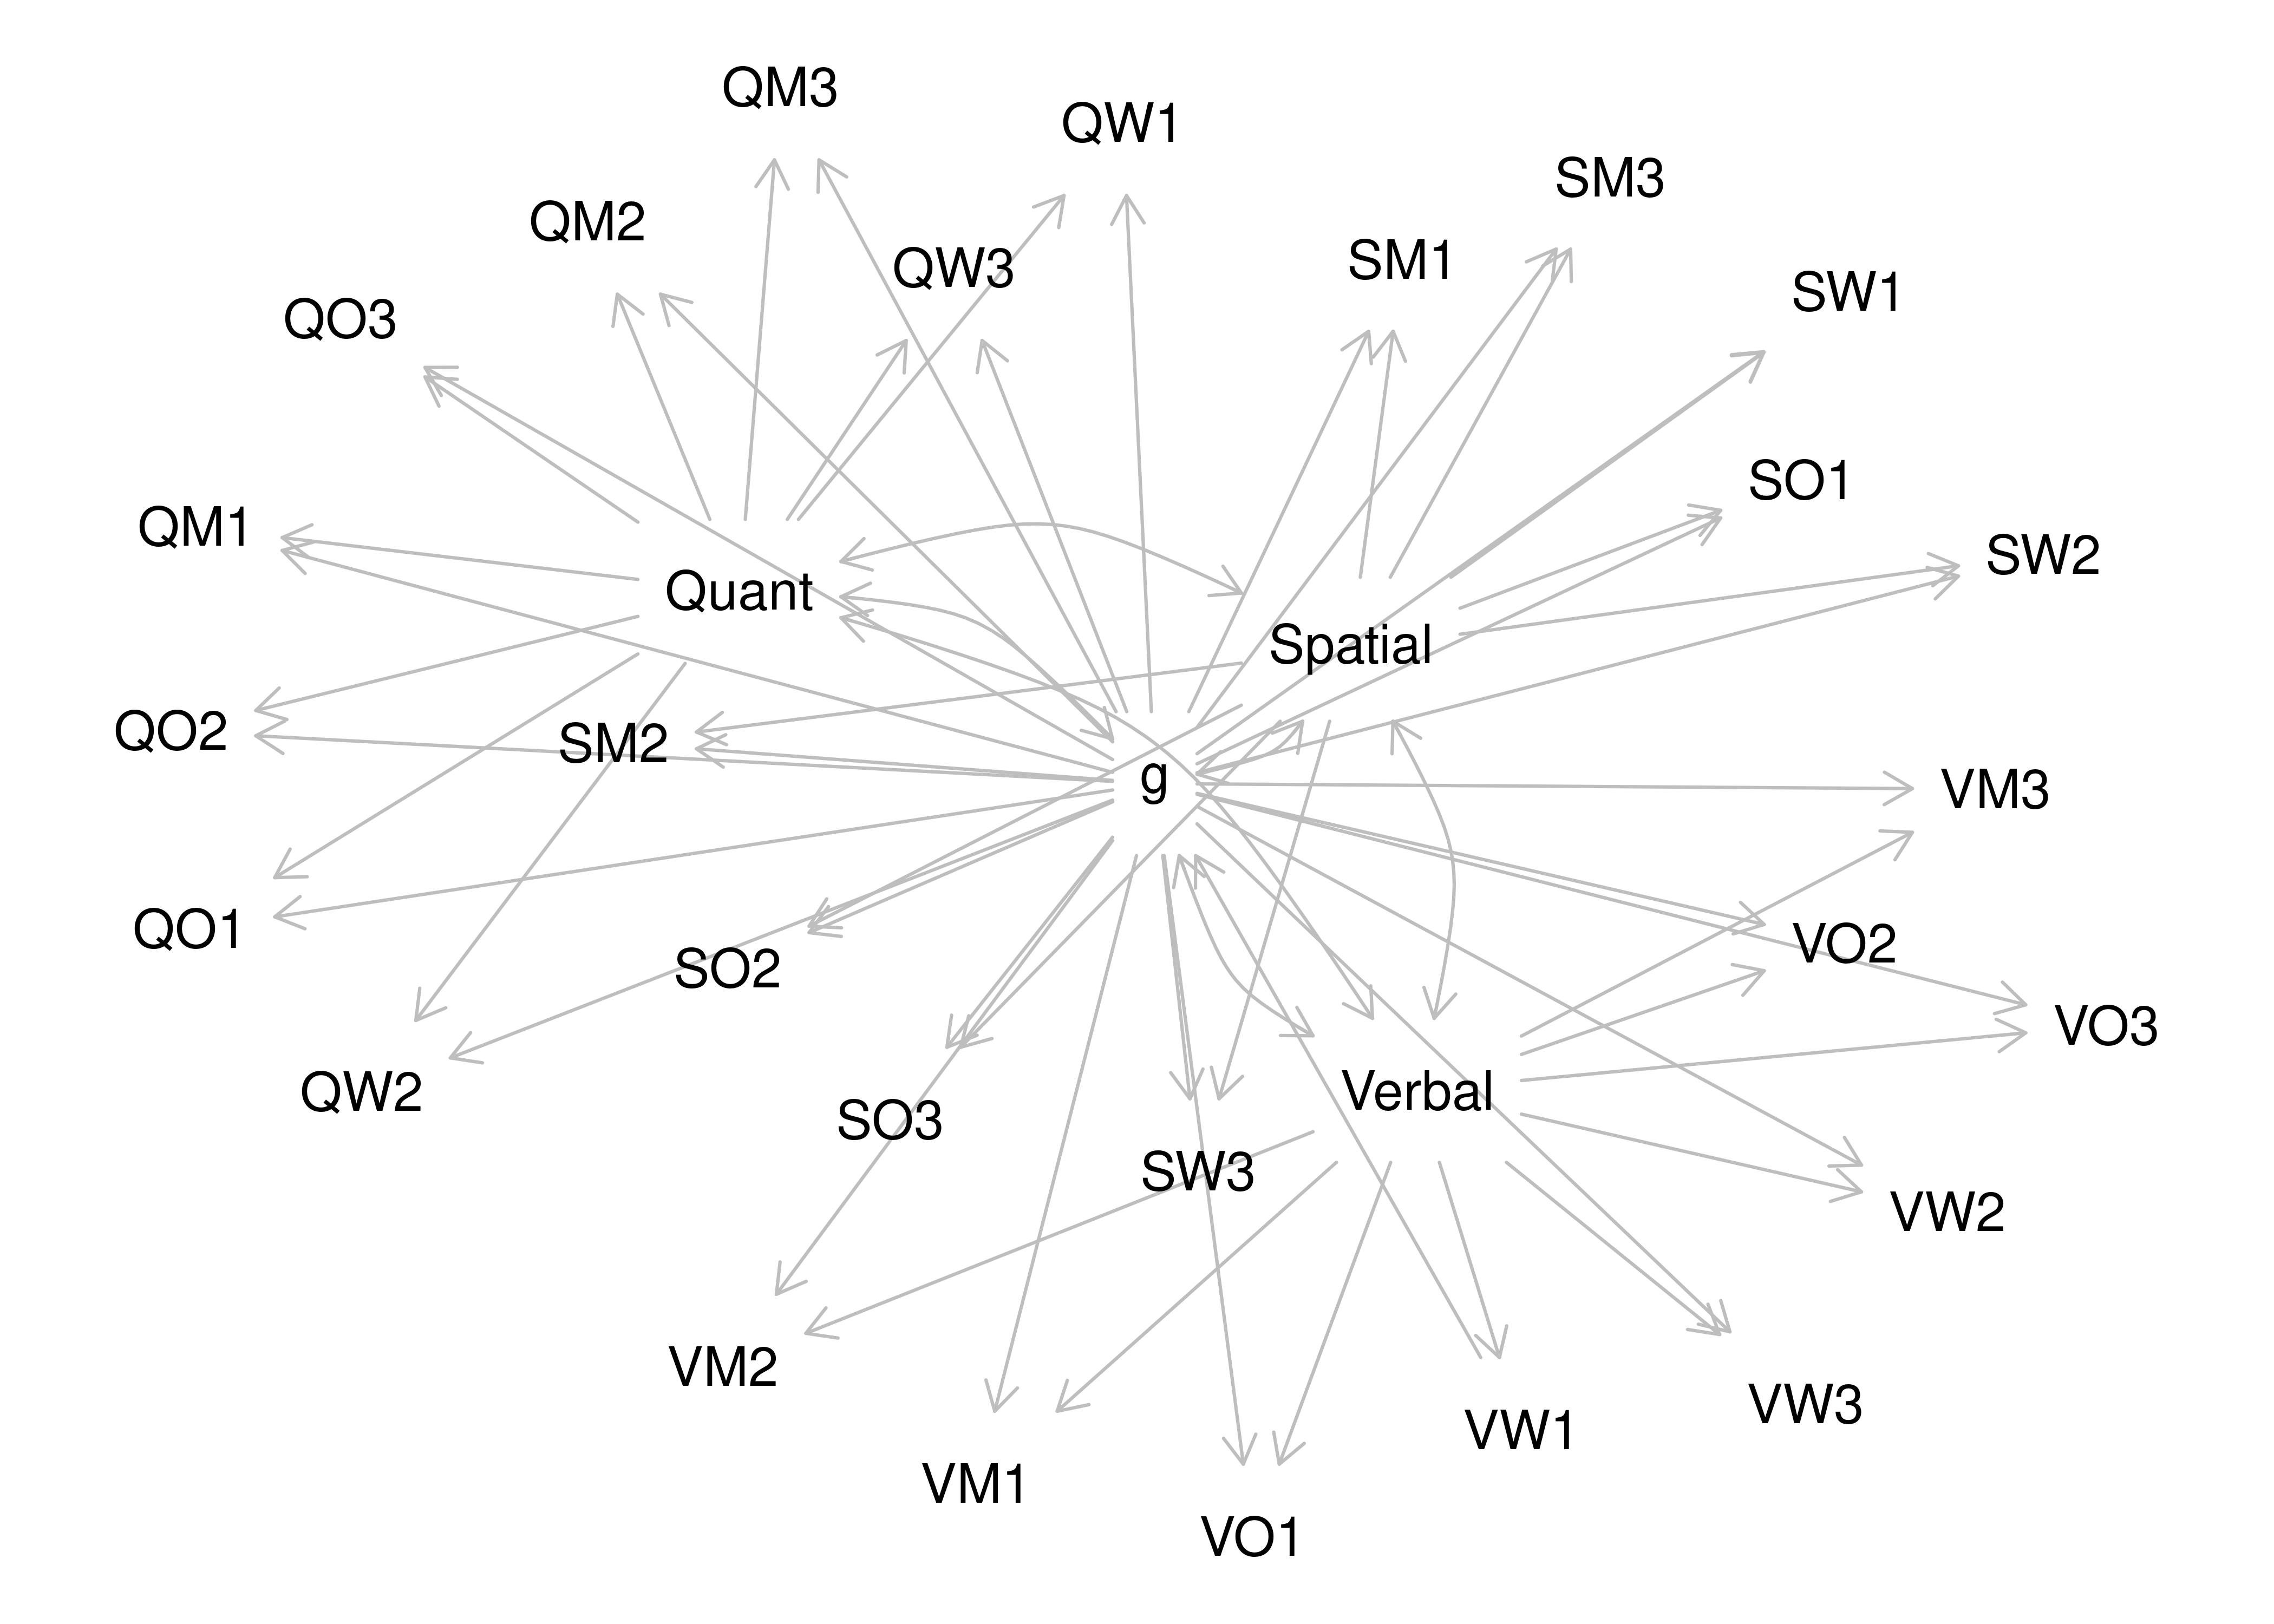 QM3
QW1
SM3
QM2
SM1
QW3
SW1
QO3
SO1
QM1
SW2
Quant
Spatial
QO2
SM2
g
VM3
QO1
VO2
SO2
VO3
QW2
Verbal
SO3
SW3
VW2
VM2
VW3
VW1
VM1
VO1